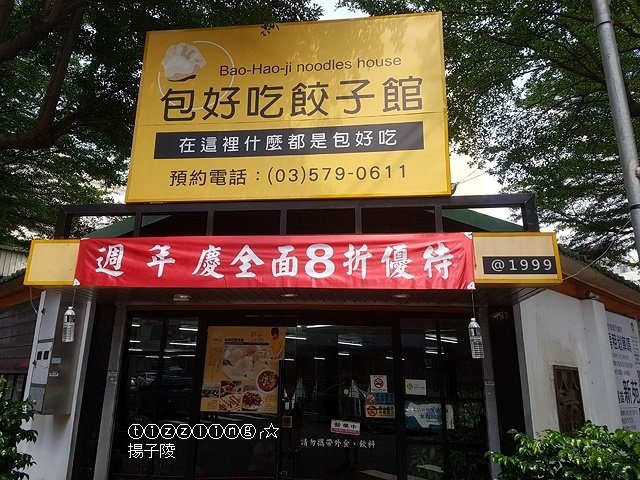 Bao-Hao-ji noodles house
包好吃餃子館
在這裡什麼都是包好吃
預約電話：(03)579-0611
週年慶全面8折優待
@1999
營業中
請勿攜帶外食、飲料
tizzling,☆
揚子陵